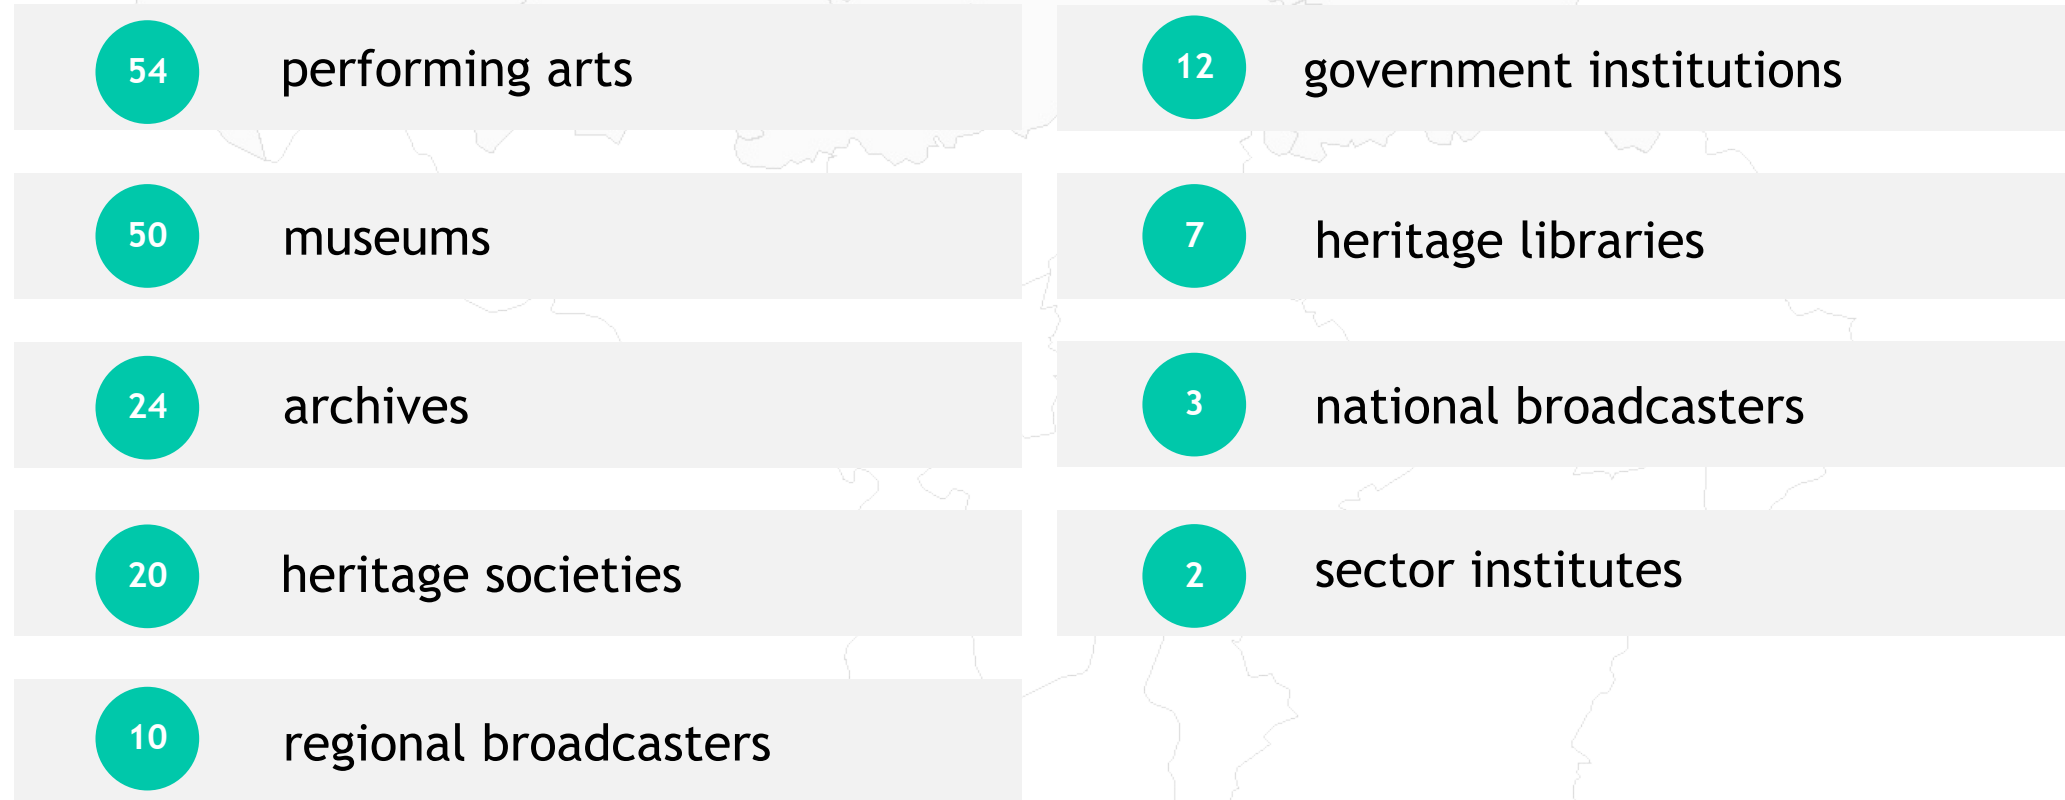 54 performing arts
50 museums
24 archives
20 heritage societies
10 regional broadcasters
12 government institutions
7 heritage libraries
3 national broadcasters
2 sector institutes